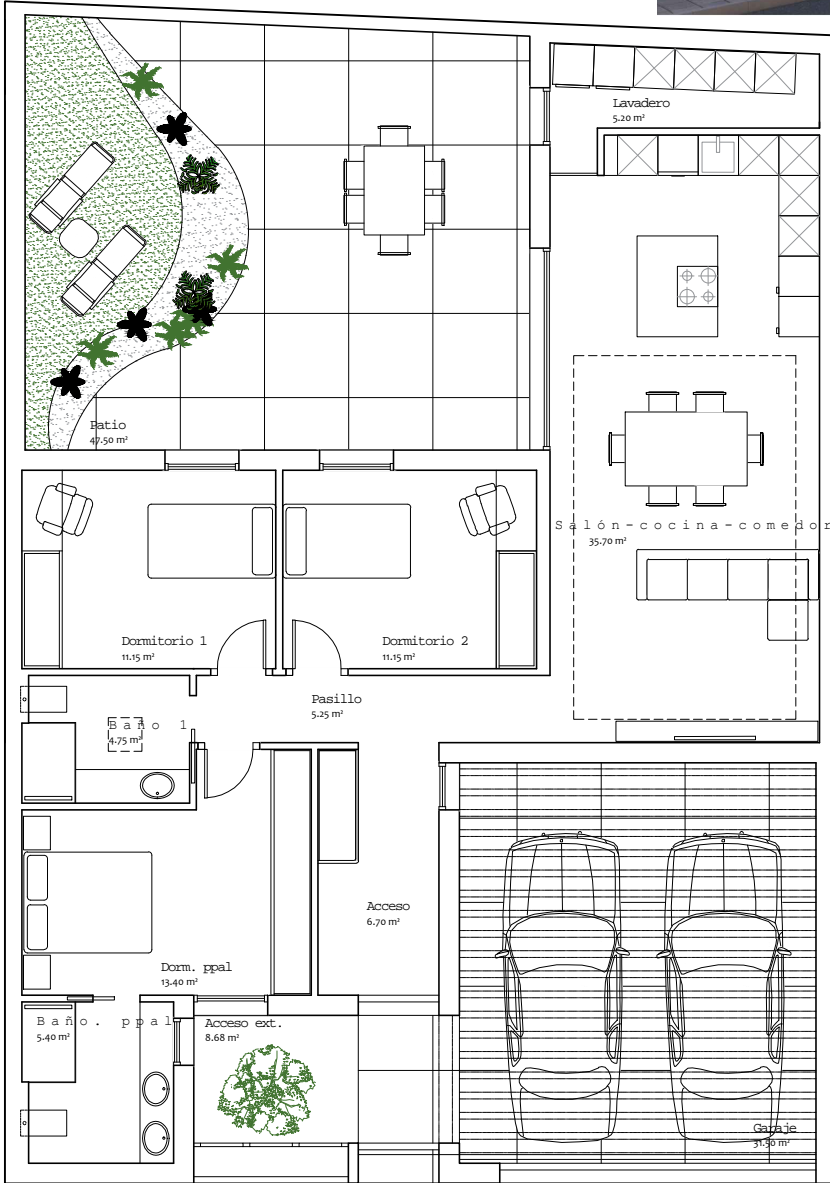 Lavadero
5.20 m²
Patio
47.50 m²
Salón-cocina-comedor
35.70 m²
Dormitorio 1
11.15 m²
Dormitorio 2
11.15 m²
Pasillo
5.25 m²
Baño 1
4.75 m²
Acceso
6.70 m²
Dorm. ppal
13.40 m²
Baño. ppal
5.40 m²
Acceso ext.
8.68 m²
Garaje
31.50 m²